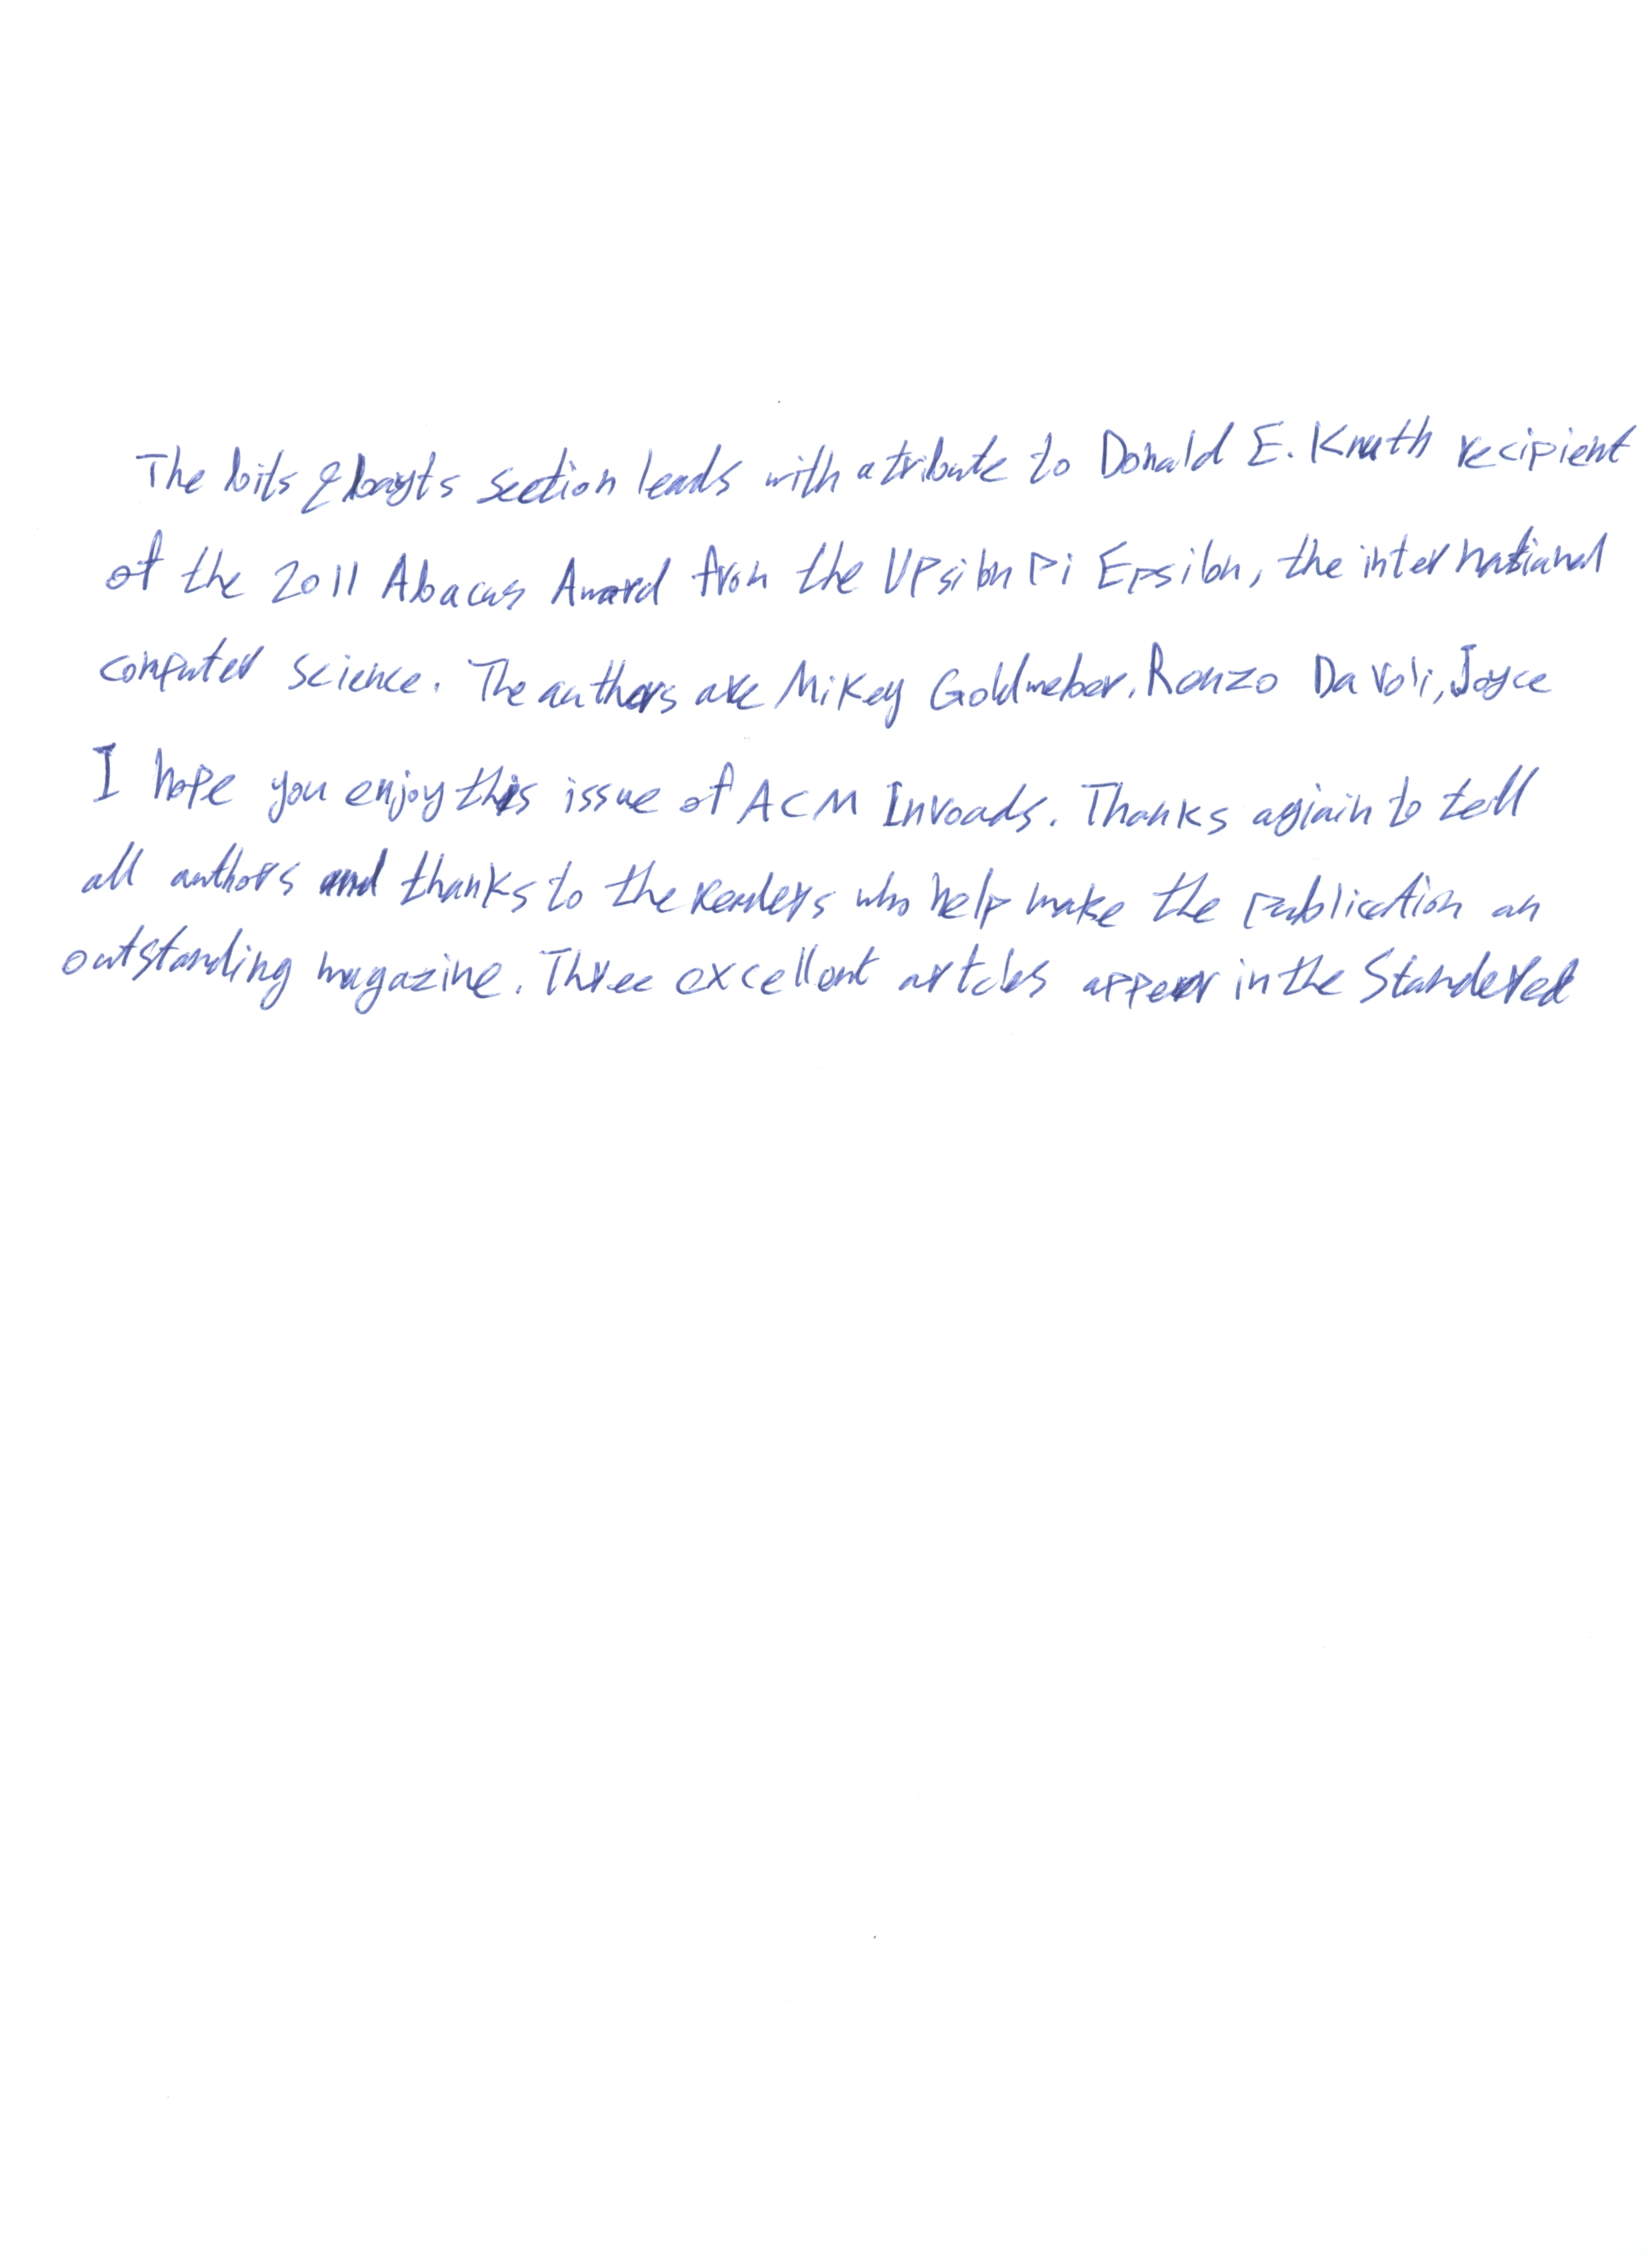 The bits & bayts section leads with a tribute to Donald E. Knuth recipient
of the 2011 Abacus Award fron the Upsilon Pi Epsilon, the international
computer science. The authors are Mikey Goldweber, Renzo Davoli, Joyce
I hope you enjoy this issue of ACM Inroads. Thanks agiain to tell
all authors and thanks to the readers who help make the publication an
outstanding magazine. Three excellent artcles apper in the Standered